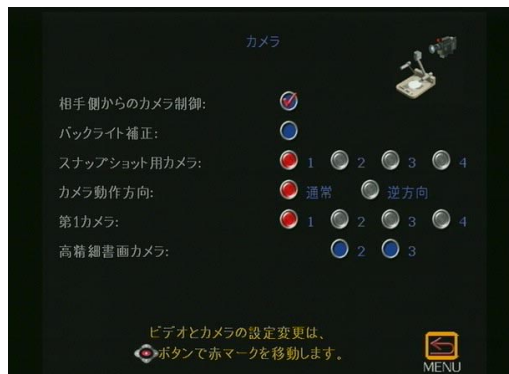 カメラ
相手側からのカメラ制御:
バックライト補正:
スナップショット用カメラ: 1 2 3 4
カメラ動作方向: 通常 逆方向
第1カメラ: 1 2 3 4
高精細書画カメラ: 2 3
ビデオとカメラの設定変更は、
ボタンで赤マークを移動します。
MENU